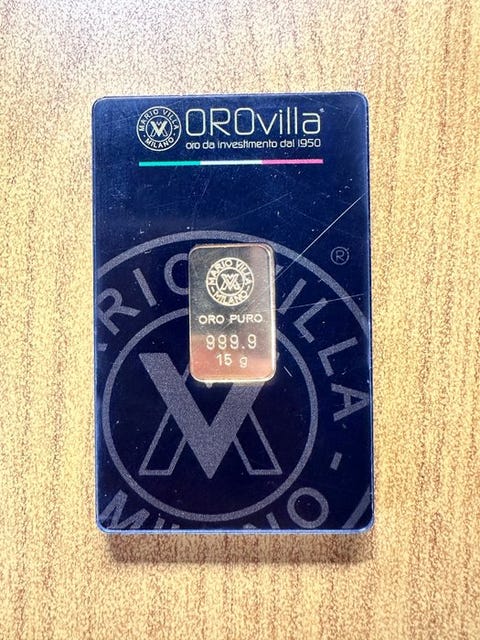 MARIO VILLA
MILANO
OROvilla®
oro da investimento dal 1950
®
MARIO VILLA
· MILANO ·
ORO PURO
999.9
15 g
RIO VILLA -
MILANO